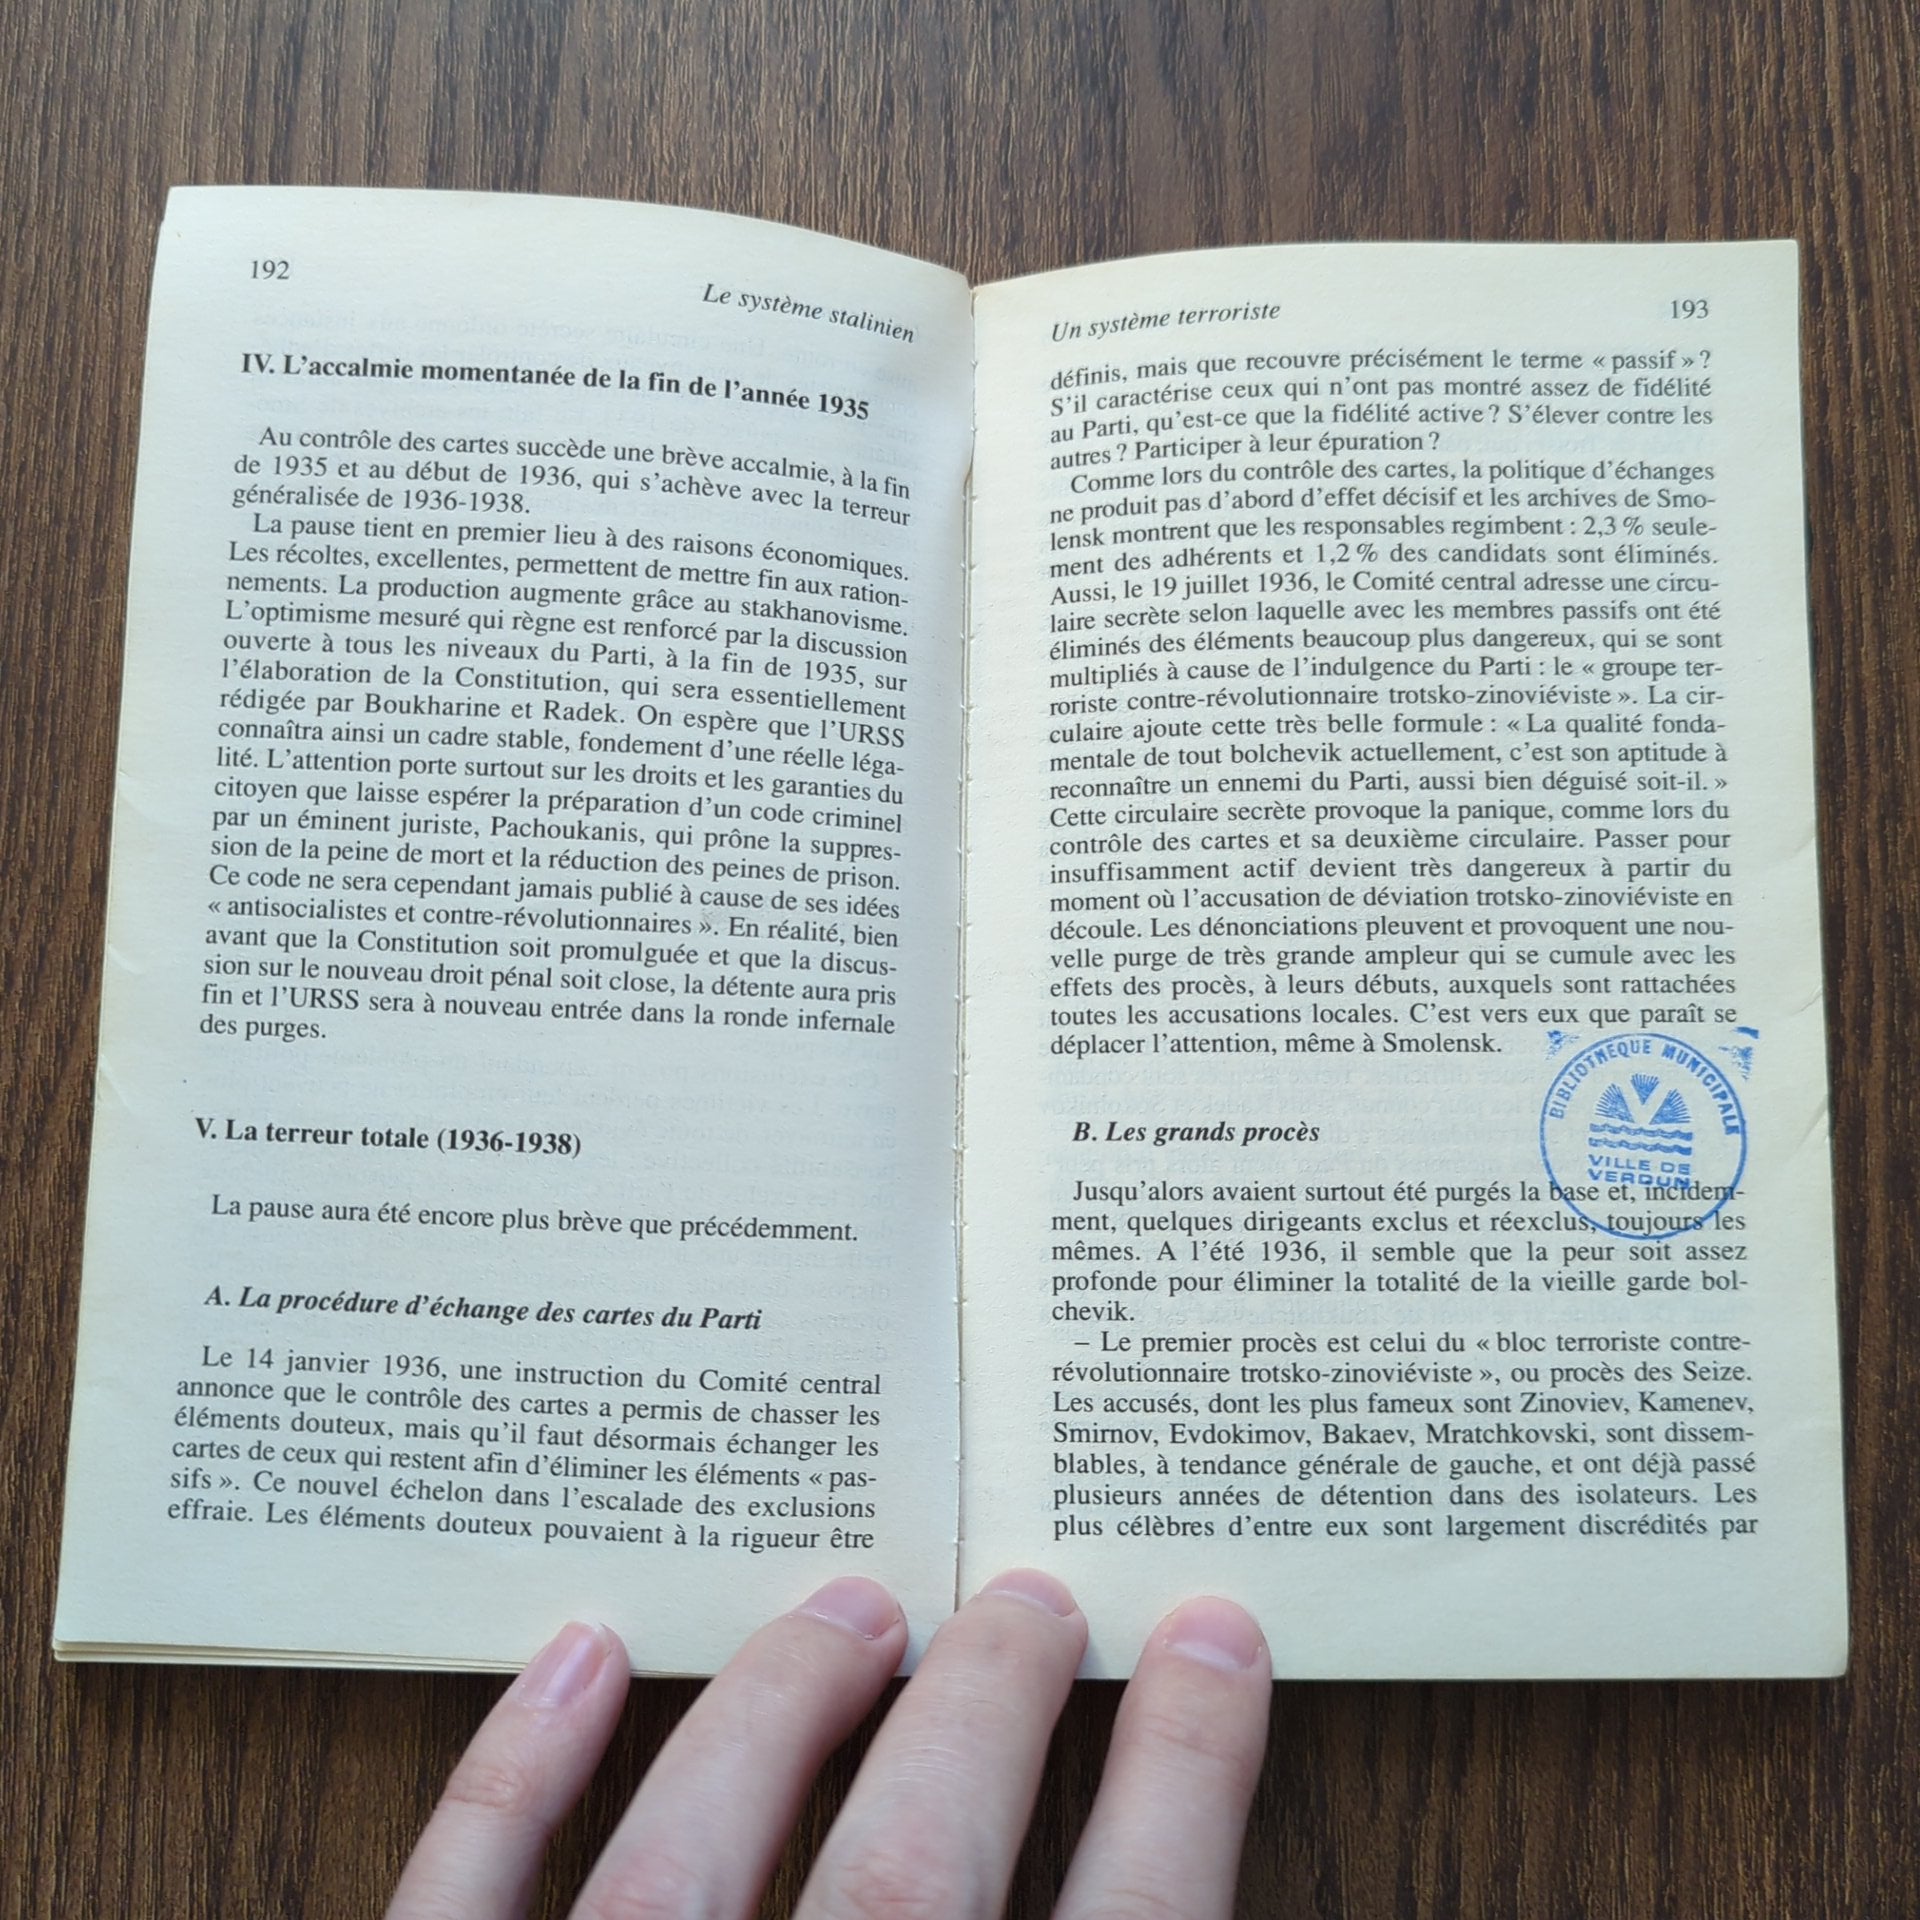 192
Le système stalinien
IV. L'accalmie momentanée de la fin de l'année 1935
Au contrôle des cartes succède une brève accalmie, à la fin
de 1935 et au début de 1936, qui s'achève avec la terreur
généralisée de 1936-1938.
La pause tient en premier lieu à des raisons économiques.
Les récoltes, excellentes, permettent de mettre fin aux ration-
nements. La production augmente grâce au stakhanovisme.
L'optimisme mesuré qui règne est renforcé par la discussion
ouverte à tous les niveaux du Parti, à la fin de 1935, sur
l'élaboration de la Constitution, qui sera essentiellement
rédigée par Boukharine et Radek. On espère que l'URSS
connaîtra ainsi un cadre stable, fondement d'une réelle léga-
lité. L'attention porte surtout sur les droits et les garanties du
citoyen que laisse espérer la préparation d'un code criminel
par un éminent juriste, Pachoukanis, qui prône la suppres-
sion de la peine de mort et la réduction des peines de prison.
Ce code ne sera cependant jamais publié à cause de ses idées
« antisocialistes et contre-révolutionnaires ». En réalité, bien
avant que la Constitution soit promulguée et que la discus-
sion sur le nouveau droit pénal soit close, la détente aura pris
fin et l'URSS sera à nouveau entrée dans la ronde infernale
des purges.
V. La terreur totale (1936-1938)
La pause aura été encore plus brève que précédemment.
A. La procédure d'échange des cartes du Parti
Le 14 janvier 1936, une instruction du Comité central
annonce que le contrôle des cartes a permis de chasser les
éléments douteux, mais qu'il faut désormais échanger les
cartes de ceux qui restent afin d'éliminer les éléments « pas-
sifs ». Ce nouvel échelon dans l'escalade des exclusions
effraie. Les éléments douteux pouvaient à la rigueur être
Un système terroriste
193
définis, mais que recouvre précisément le terme « passif » ?
S'il caractérise ceux qui n'ont pas montré assez de fidélité
au Parti, qu'est-ce que la fidélité active ? S'élever contre les
autres ? Participer à leur épuration ?
Comme lors du contrôle des cartes, la politique d'échanges
ne produit pas d'abord d'effet décisif et les archives de Smo-
lensk montrent que les responsables regimbent : 2,3 % seule-
ment des adhérents et 1,2 % des candidats sont éliminés.
Aussi, le 19 juillet 1936, le Comité central adresse une circu-
laire secrète selon laquelle avec les membres passifs ont été
éliminés des éléments beaucoup plus dangereux, qui se sont
multipliés à cause de l'indulgence du Parti : le « groupe ter-
roriste contre-révolutionnaire trotsko-zinoviéviste ». La cir-
culaire ajoute cette très belle formule : « La qualité fonda-
mentale de tout bolchevik actuellement, c'est son aptitude à
reconnaître un ennemi du Parti, aussi bien déguisé soit-il. »
Cette circulaire secrète provoque la panique, comme lors du
contrôle des cartes et sa deuxième circulaire. Passer pour
insuffisamment actif devient très dangereux à partir du
moment où l'accusation de déviation trotsko-zinoviéviste en
découle. Les dénonciations pleuvent et provoquent une nou-
velle purge de très grande ampleur qui se cumule avec les
effets des procès, à leurs débuts, auxquels sont rattachées
toutes les accusations locales. C'est vers eux que paraît se
déplacer l'attention, même à Smolensk.
BIBLIOTHEQUE MUNICIPALE
VILLE DE
VERDUN
B. Les grands procès
Jusqu'alors avaient surtout été purgés la base et, incidem-
ment, quelques dirigeants exclus et réexclus, toujours les
mêmes. A l'été 1936, il semble que la peur soit assez
profonde pour éliminer la totalité de la vieille garde bol-
chevik.
– Le premier procès est celui du « bloc terroriste contre-
révolutionnaire trotsko-zinoviéviste », ou procès des Seize.
Les accusés, dont les plus fameux sont Zinoviev, Kamenev,
Smirnov, Evdokimov, Bakaev, Mratchkovski, sont dissem-
blables, à tendance générale de gauche, et ont déjà passé
plusieurs années de détention dans des isolateurs. Les
plus célèbres d'entre eux sont largement discrédités par